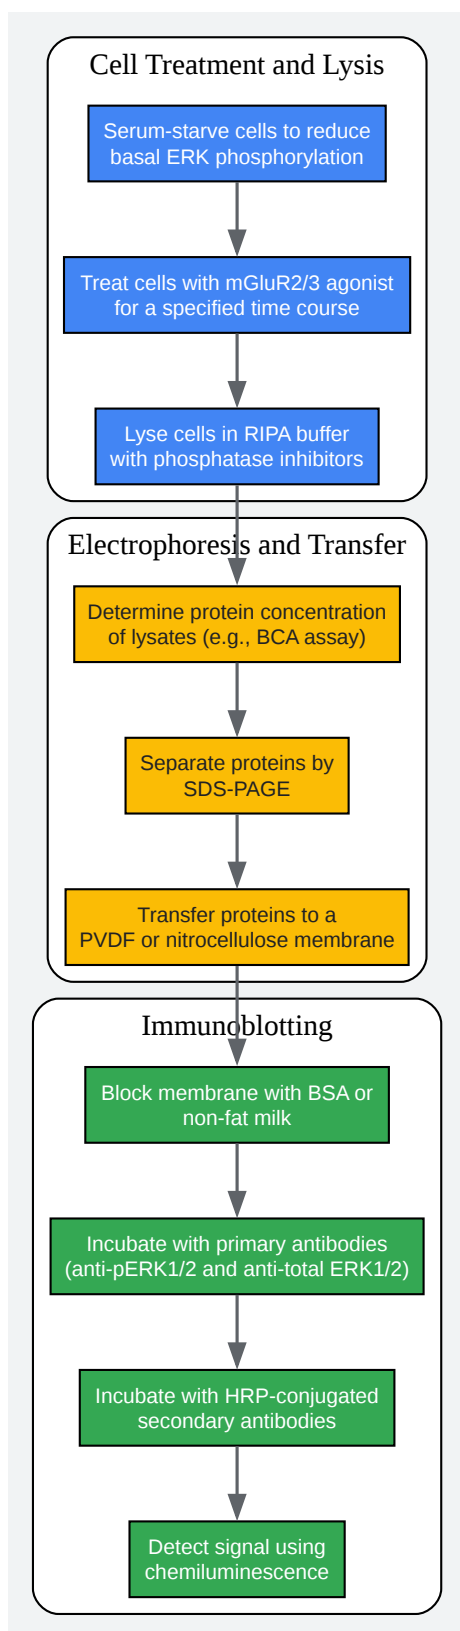 Cell Treatment and Lysis
Serum-starve cells to reduce
basal ERK phosphorylation
Treat cells with mGluR2/3 agonist
for a specified time course
Lyse cells in RIPA buffer
with phosphatase inhibitors
Electrophoresis and Transfer
Determine protein concentration
of lysates (e.g., BCA assay)
Separate proteins by
SDS-PAGE
Transfer proteins to a
PVDF or nitrocellulose membrane
Immunoblotting
Block membrane with BSA or
non-fat milk
Incubate with primary antibodies
(anti-pERK1/2 and anti-total ERK1/2)
Incubate with HRP-conjugated
secondary antibodies
Detect signal using
chemiluminescence